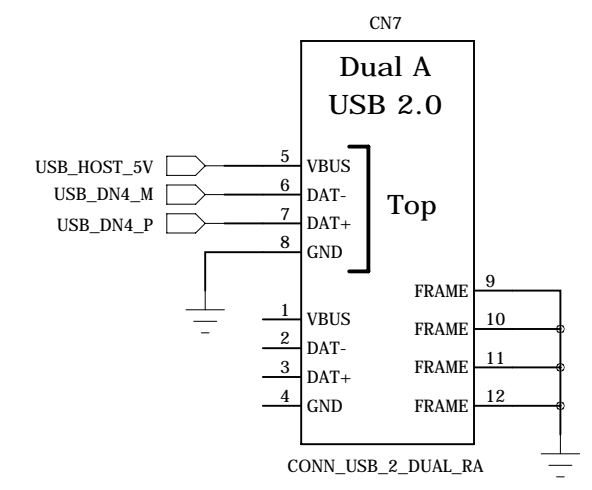 CN7
Dual A
USB 2.0
USB_HOST_5V 5 VBUS
USB_DN4_M 6 DAT-
USB_DN4_P 7 DAT+
8 GND
Top
FRAME 9
1 VBUS
FRAME 10
2 DAT-
FRAME 11
3 DAT+
FRAME 12
4 GND
CONN_USB_2_DUAL_RA